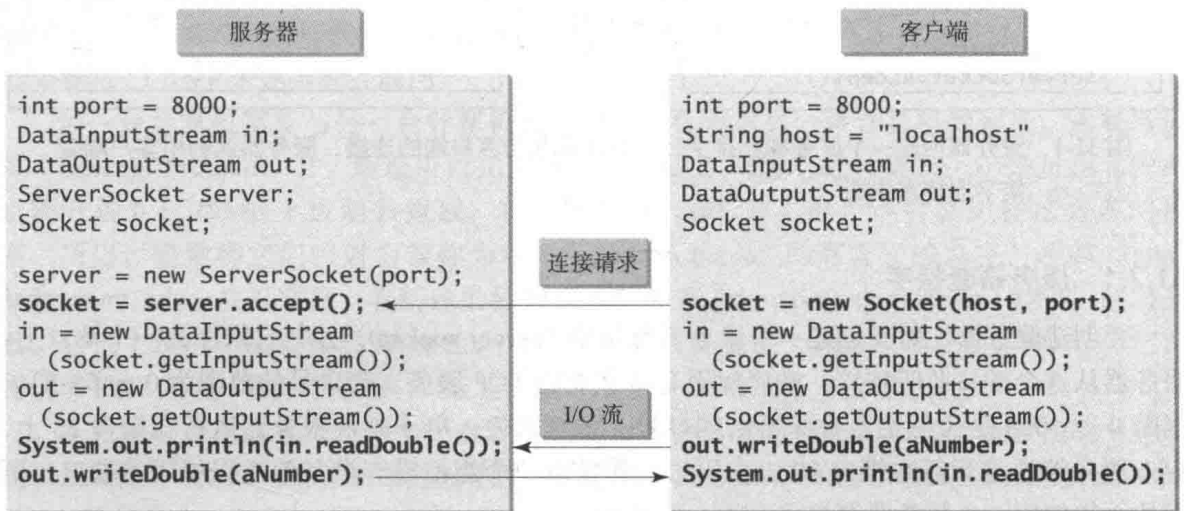 服务器
int port = 8000;
DataInputStream in;
DataOutputStream out;
ServerSocket server;
Socket socket;
server = new ServerSocket(port);
socket = server.accept();
in = new DataInputStream
(socket.getInputStream());
out = new DataOutputStream
(socket.getOutputStream());
System.out.println(in.readDouble());
out.writeDouble(aNumber);
连接请求
I/O 流
客户端
int port = 8000;
String host = "localhost"
DataInputStream in;
DataOutputStream out;
Socket socket;
socket = new Socket(host, port);
in = new DataInputStream
(socket.getInputStream());
out = new DataOutputStream
(socket.getOutputStream());
out.writeDouble(aNumber);
System.out.println(in.readDouble());